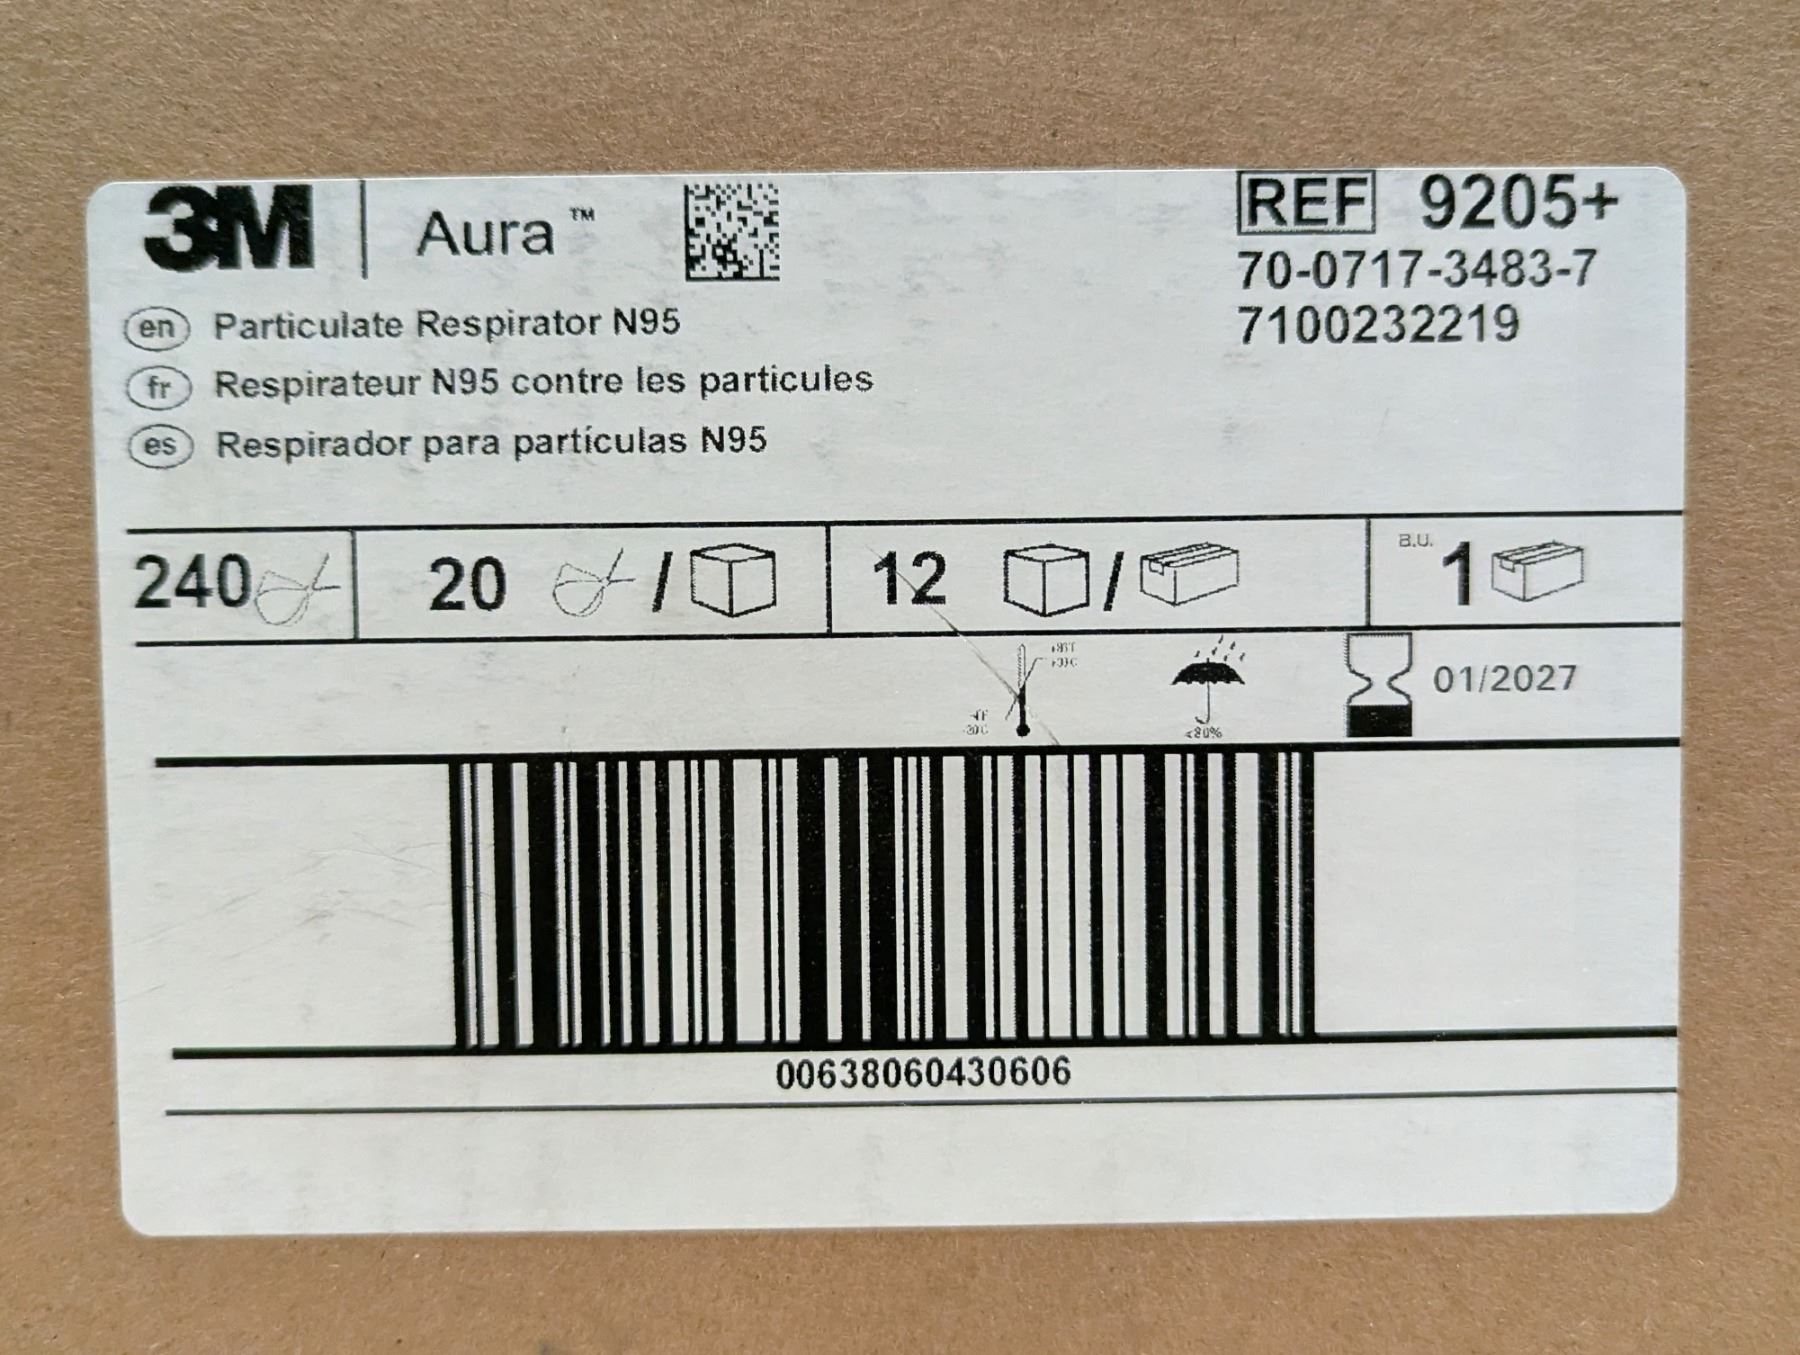 3M | Aura™
REF 9205+
70-0717-3483-7
7100232219
en Particulate Respirator N95
fr Respirateur N95 contre les particules
es Respirador para partículas N95
240
20 /
12 /
B.U. 1
<80%
01/2027
00638060430606